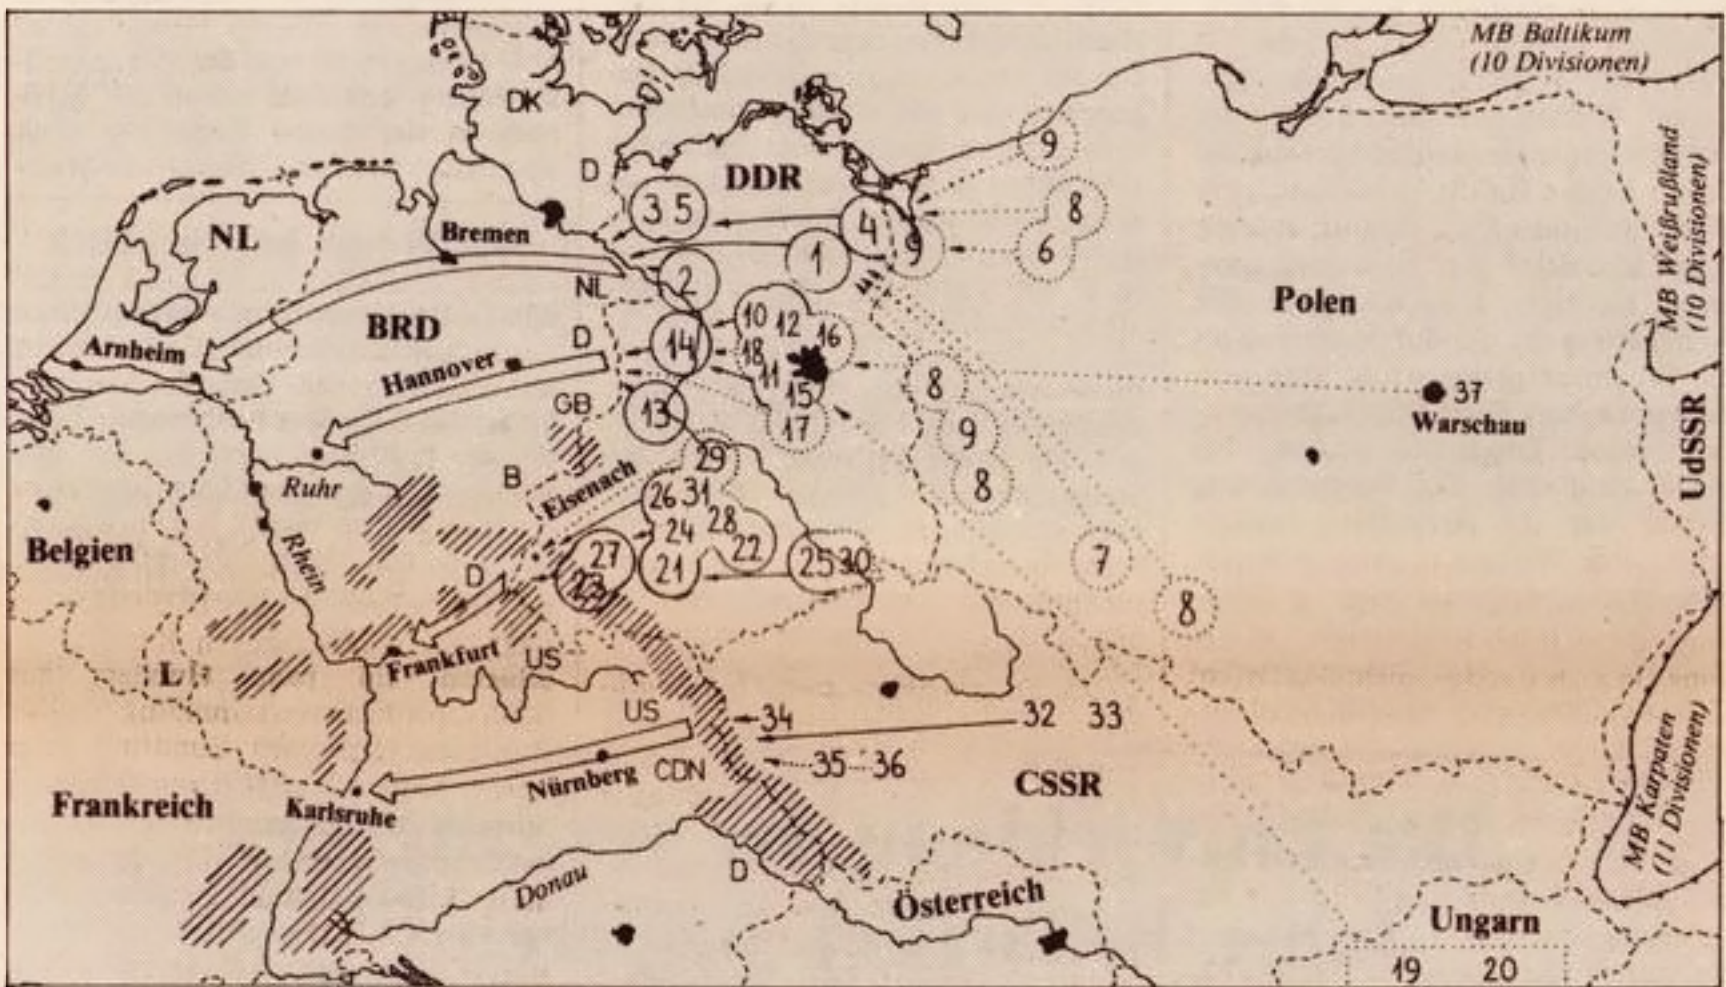 MB Baltikum
(10 Divisionen)
DK
9
MB Weißrußland
(10 Divisionen)
D
DDR
3 5
8
4
NL
Bremen
9
6
1
2
NL
Polen
10
12
BRD
D
16
Arnheim
14
18
Hannover
11
8
37
15
GB
13
Warschau
17
9
UdSSR
29
B
Eisenach
8
Ruhr
26 31
28
24
22
Belgien
Rhein
27
21
25 30
7
D
23
8
Frankfurt
US
L
US
34
32 33
MB Karpaten
(11 Divisionen)
35 36
CDN
Nürnberg
CSSR
Frankreich
Karlsruhe
D
Donau
Österreich
Ungarn
19 20